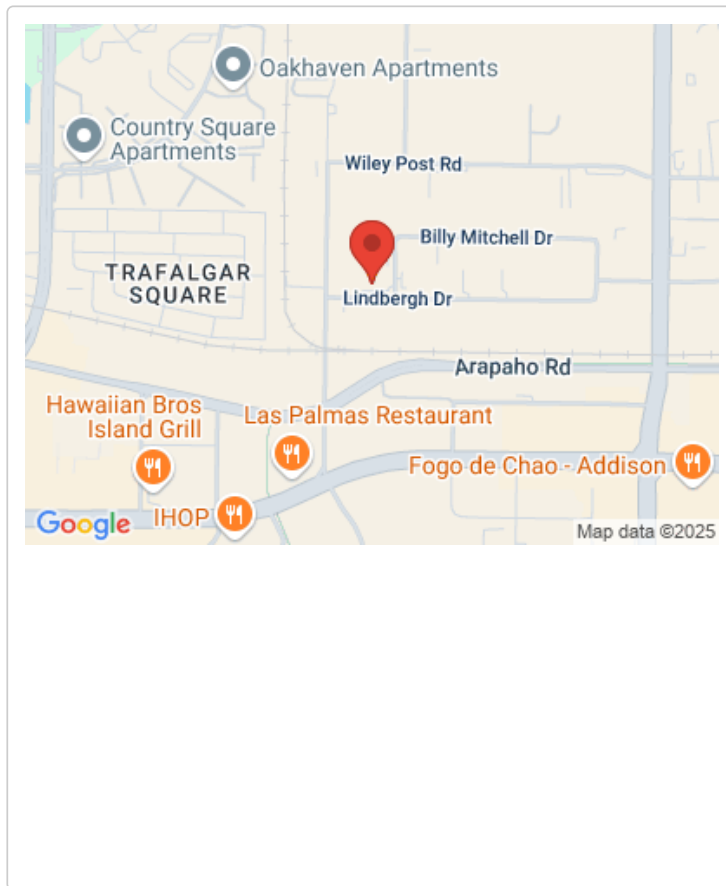 Oakhaven Apartments
Country Square
Apartments
Wiley Post Rd
Billy Mitchell Dr
TRAFALGAR
SQUARE
Lindbergh Dr
Arapaho Rd
Hawaiian Bros
Island Grill
Las Palmas Restaurant
Fogo de Chao - Addison
IHOP
Google
Map data ©2025